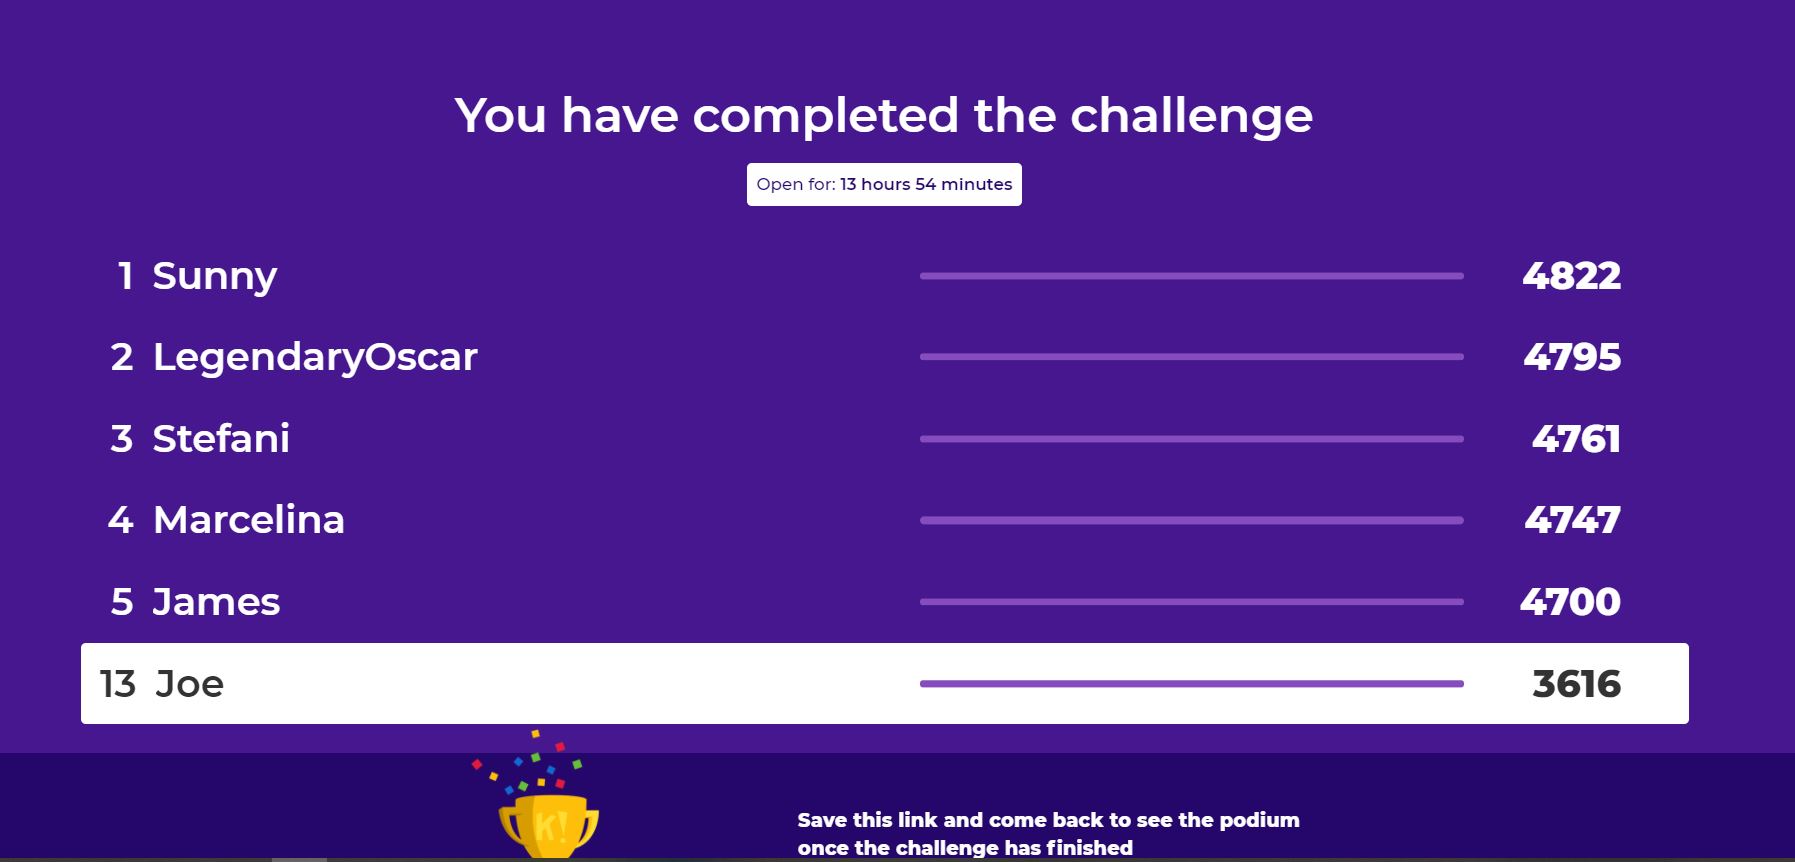 You have completed the challenge
Open for: 13 hours 54 minutes
1 Sunny 4822
2 LegendaryOscar 4795
3 Stefani 4761
4 Marcelina 4747
5 James 4700
13 Joe 3616
K!
Save this link and come back to see the podium
once the challenge has finished